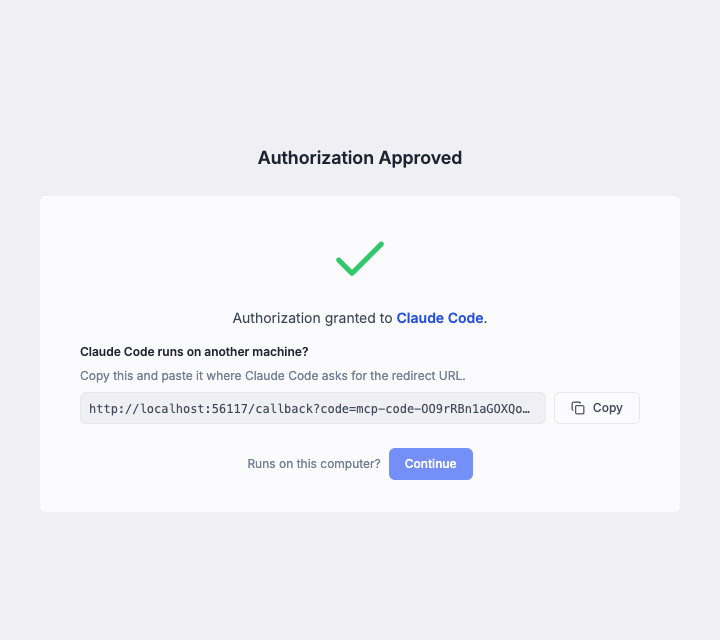 Authorization Approved
Authorization granted to Claude Code.
Claude Code runs on another machine?
Copy this and paste it where Claude Code asks for the redirect URL.
http://localhost:56117/callback?code=mcp-code-OO9rRBn1aGOXQo…
Copy
Runs on this computer?
Continue